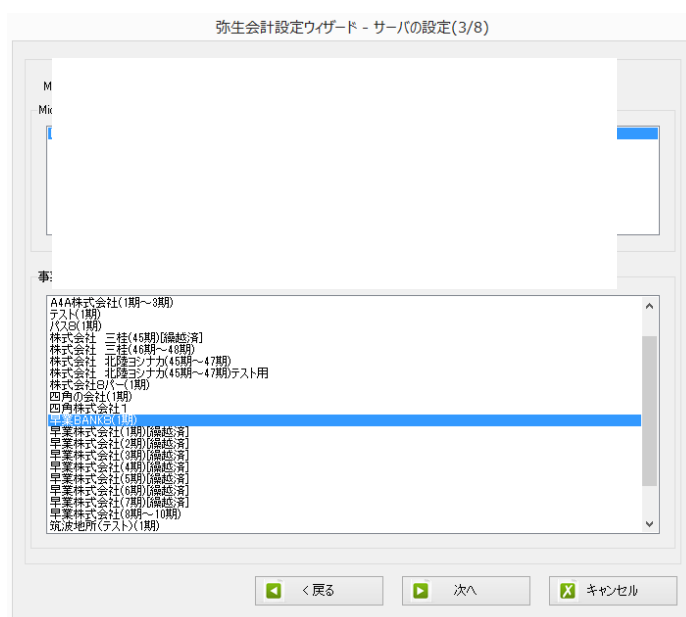 弥生会計設定ウィザード - サーバの設定(3/8)
M
Mic
事
A4A株式会社(1期～3期)
テスト(1期)
パス8(1期)
株式会社　三桂(45期)[繰越済]
株式会社　三桂(46期～48期)
株式会社　北陸ヨシナカ(45期～47期)
株式会社　北陸ヨシナカ(45期～47期)テスト用
株式会社8パー(1期)
四角の会社(1期)
四角株式会社1
早業BANK8(1期)
早業株式会社(1期)[繰越済]
早業株式会社(2期)[繰越済]
早業株式会社(3期)[繰越済]
早業株式会社(4期)[繰越済]
早業株式会社(5期)[繰越済]
早業株式会社(6期)[繰越済]
早業株式会社(7期)[繰越済]
早業株式会社(8期～10期)
筑波地所(テスト)(1期)
＜戻る
次へ
キャンセル